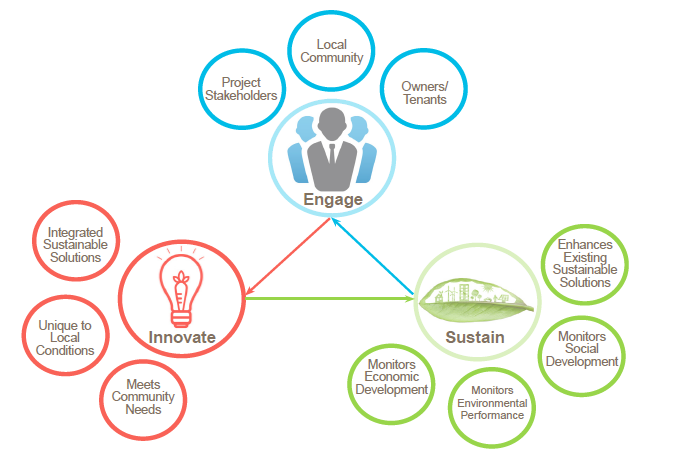 Local
Community
Project
Stakeholders
Owners/
Tenants
Engage
Integrated
Sustainable
Solutions
Unique to
Local
Conditions
Meets
Community
Needs
Innovate
Enhances
Existing
Sustainable
Solutions
Monitors
Social
Development
Monitors
Environmental
Performance
Monitors
Economic
Development
Sustain